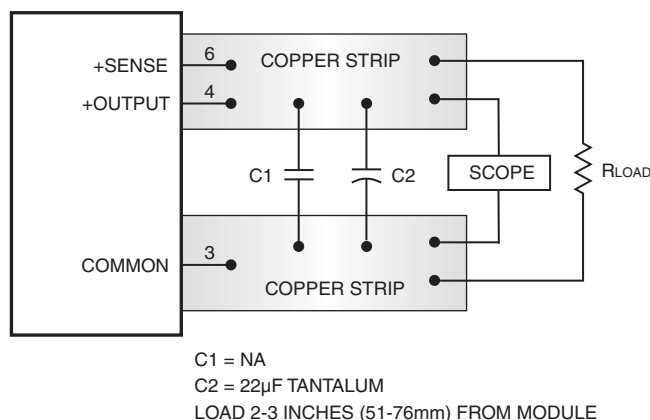 +SENSE
6
COPPER STRIP
+OUTPUT
4
C1
C2
SCOPE
RLOAD
COMMON
3
COPPER STRIP
C1 = NA
C2 = 22µF TANTALUM
LOAD 2-3 INCHES (51-76mm) FROM MODULE